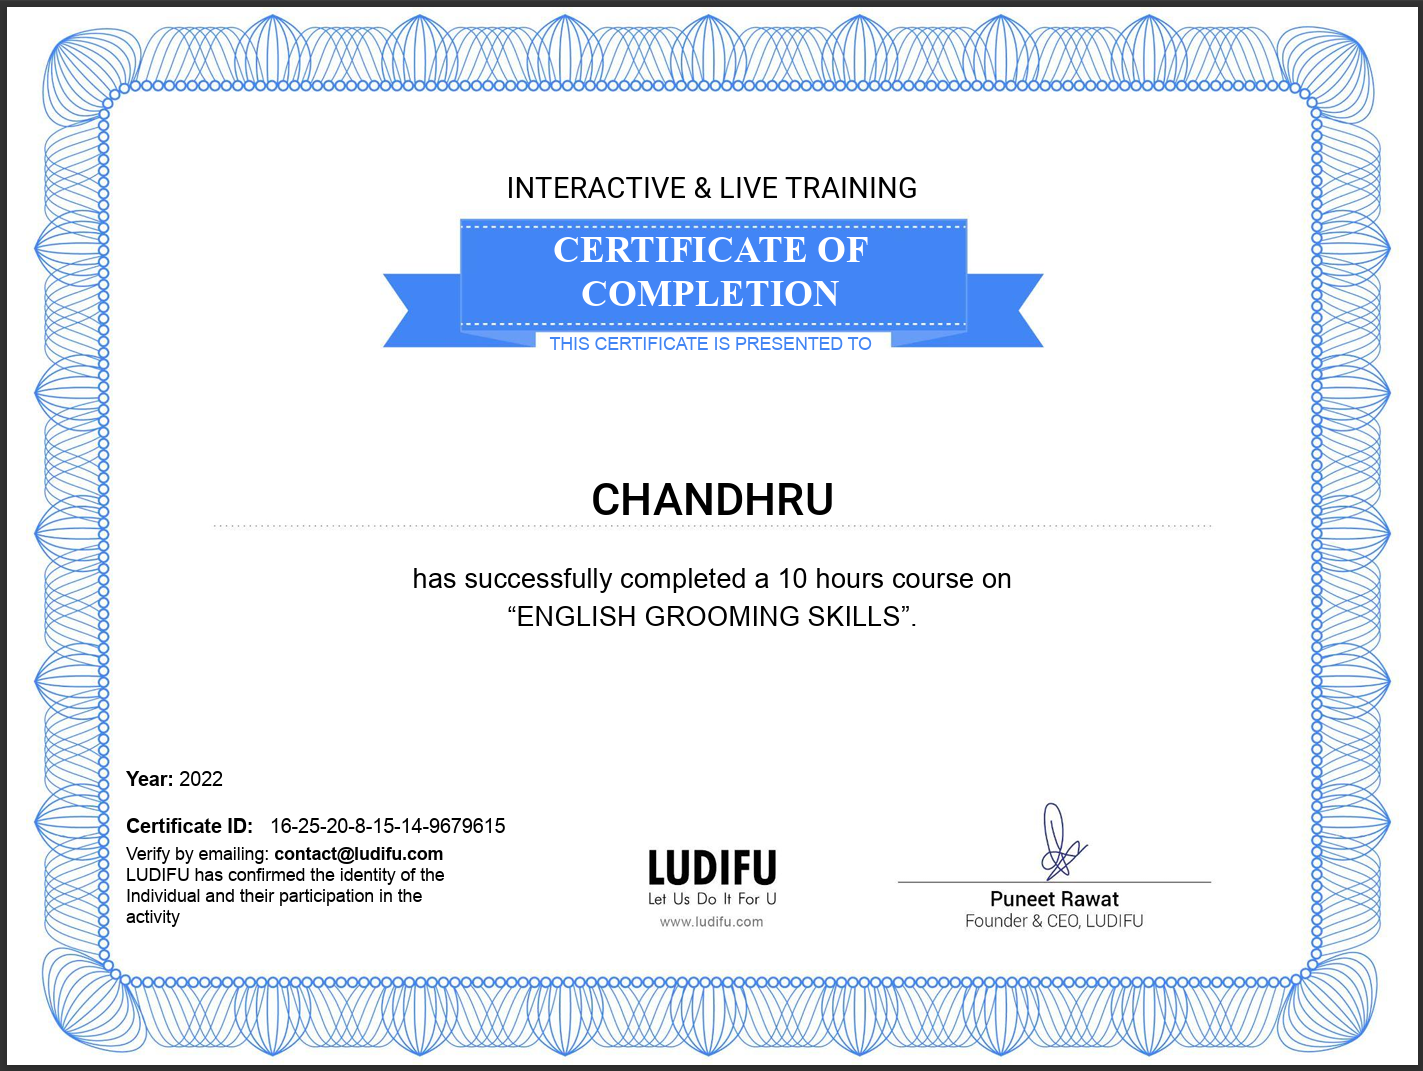 INTERACTIVE & LIVE TRAINING
CERTIFICATE OF
COMPLETION
THIS CERTIFICATE IS PRESENTED TO
CHANDHRU
has successfully completed a 10 hours course on
“ENGLISH GROOMING SKILLS”.
Year: 2022
Certificate ID: 16-25-20-8-15-14-9679615
Verify by emailing: contact@ludifu.com
LUDIFU has confirmed the identity of the
Individual and their participation in the
activity
LUDIFU
Let Us Do It For U
www.ludifu.com
Puneet Rawat
Founder & CEO, LUDIFU